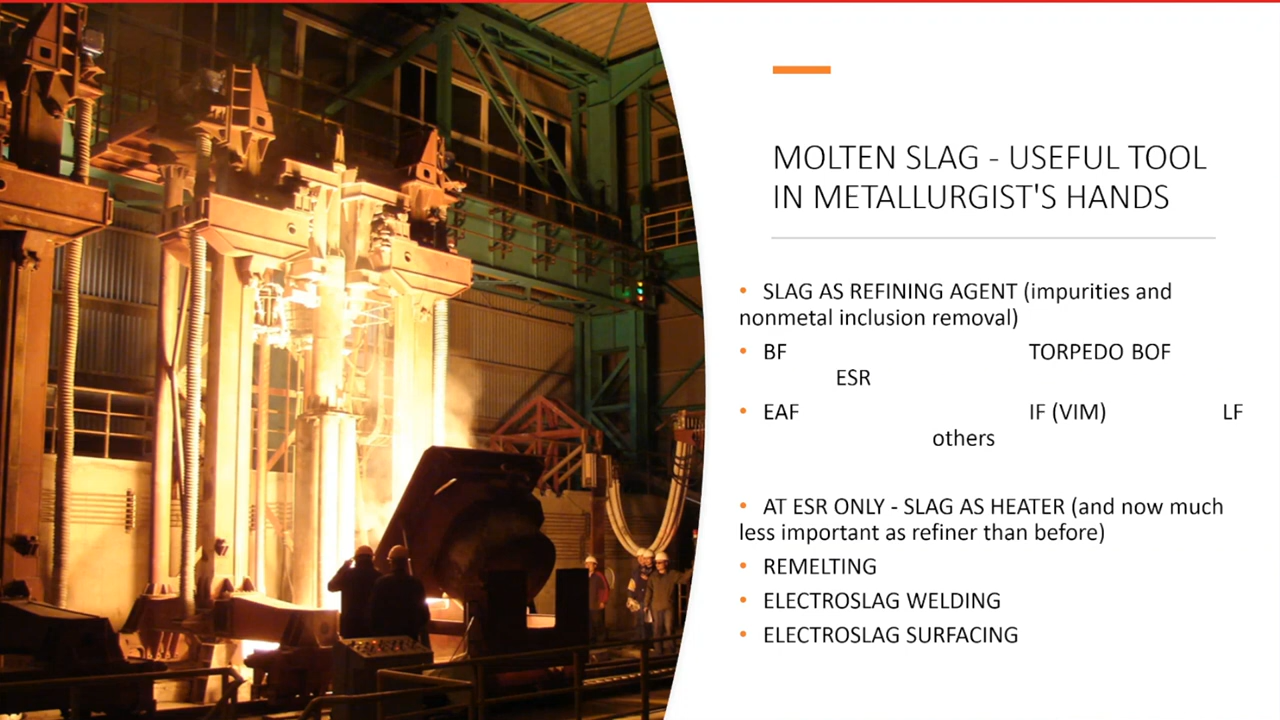 MOLTEN SLAG - USEFUL TOOL
IN METALLURGIST'S HANDS
• SLAG AS REFINING AGENT (impurities and
nonmetal inclusion removal)
• BF TORPEDO BOF
ESR
• EAF IF (VIM) LF
others
• AT ESR ONLY - SLAG AS HEATER (and now much
less important as refiner than before)
• REMELTING
• ELECTROSLAG WELDING
• ELECTROSLAG SURFACING